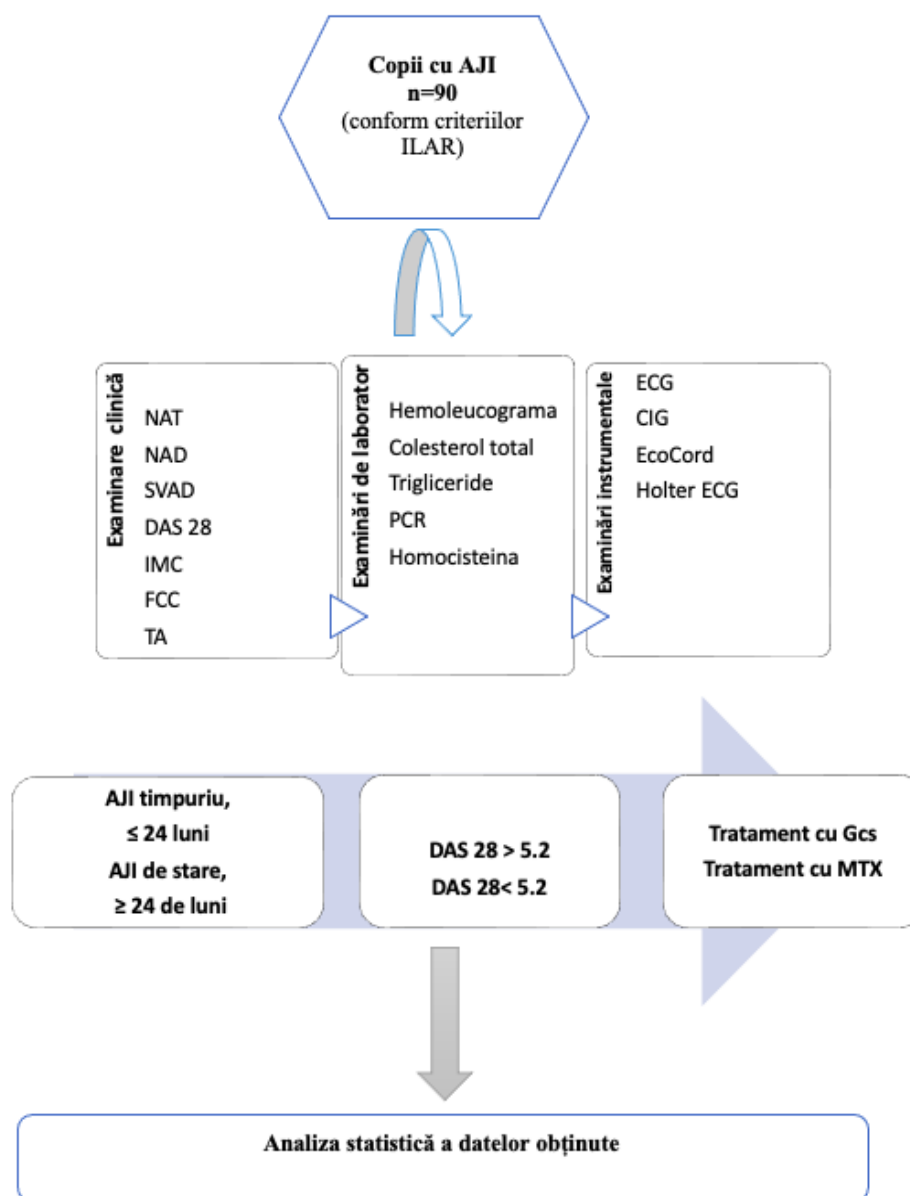 Copii cu AJI
n=90
(conform criteriilor
ILAR)
Examinare clinică
NAT
NAD
SVAD
DAS 28
IMC
FCC
TA
Examinări de laborator
Hemoleucograma
Colesterol total
Trigliceride
PCR
Homocisteina
Examinări instrumentale
ECG
CIG
EcoCord
Holter ECG
AJI timpuriu,
≤ 24 luni
AJI de stare,
≥ 24 de luni
DAS 28 > 5.2
DAS 28< 5.2
Tratament cu Gcs
Tratament cu MTX
Analiza statistică a datelor obținute